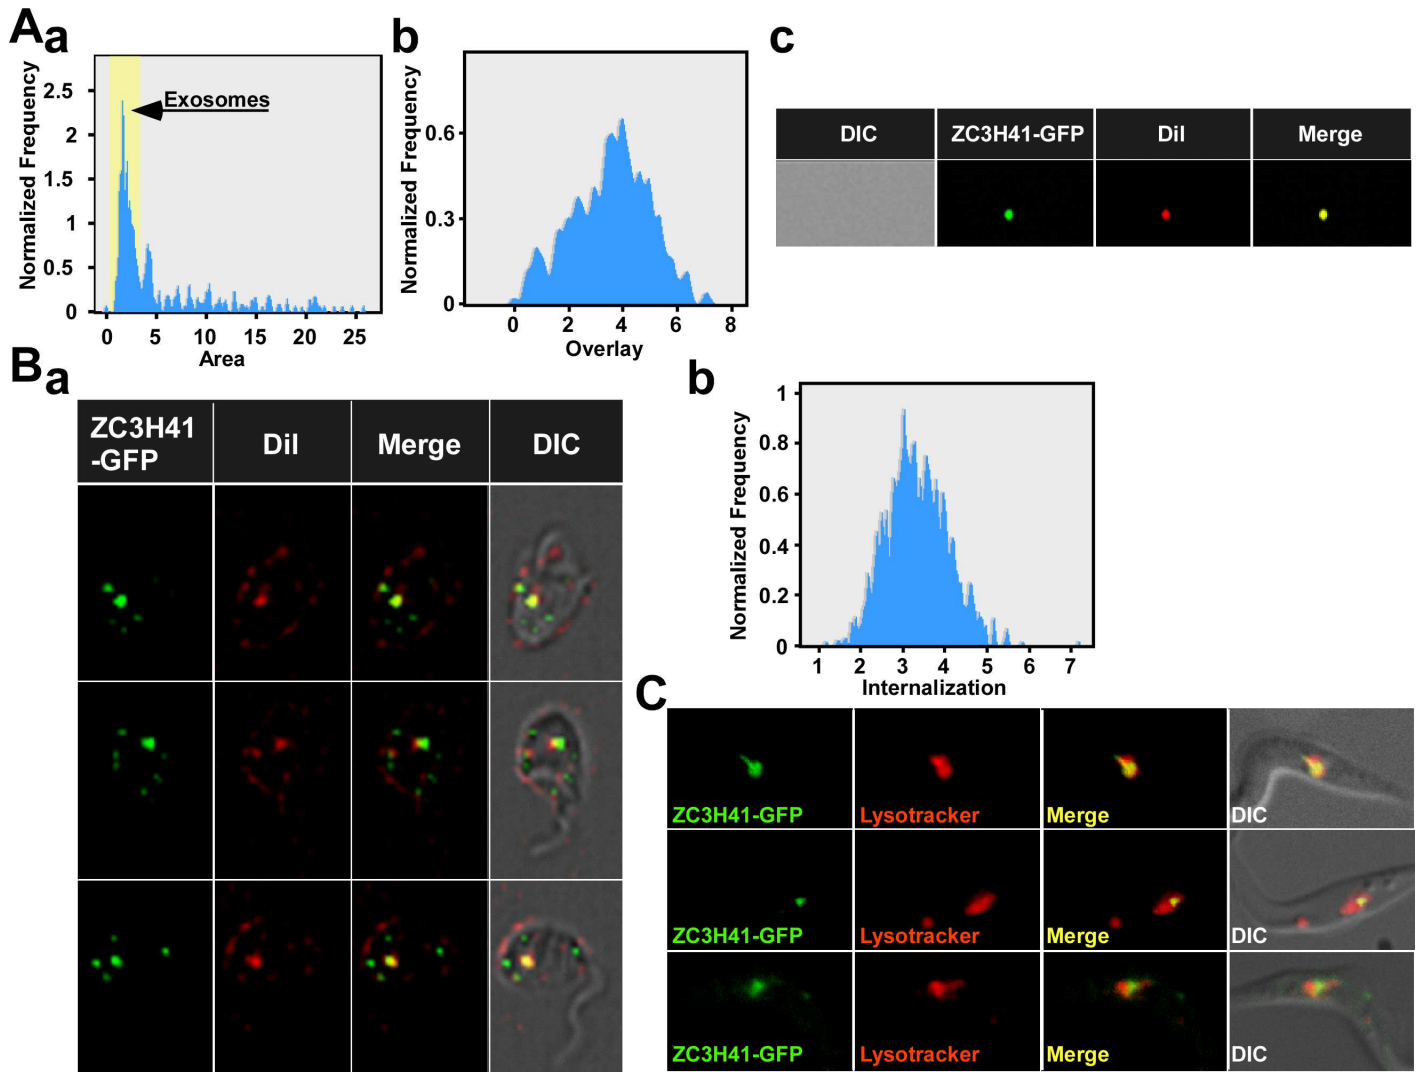 A
a
Normalized Frequency
2.5
2
1.5
1
0.5
0
Exosomes
0 5 10 15 20 25
Area
b
Normalized Frequency
0.6
0.3
0
0 2 4 6 8
Overlay
c
DIC ZC3H41-GFP DiI Merge
B
a
ZC3H41
-GFP
DiI
Merge
DIC
b
Normalized Frequency
1
0.8
0.6
0.4
0.2
0
1 2 3 4 5 6 7
Internalization
C
ZC3H41-GFP Lysotracker Merge DIC
ZC3H41-GFP Lysotracker Merge DIC
ZC3H41-GFP Lysotracker Merge DIC